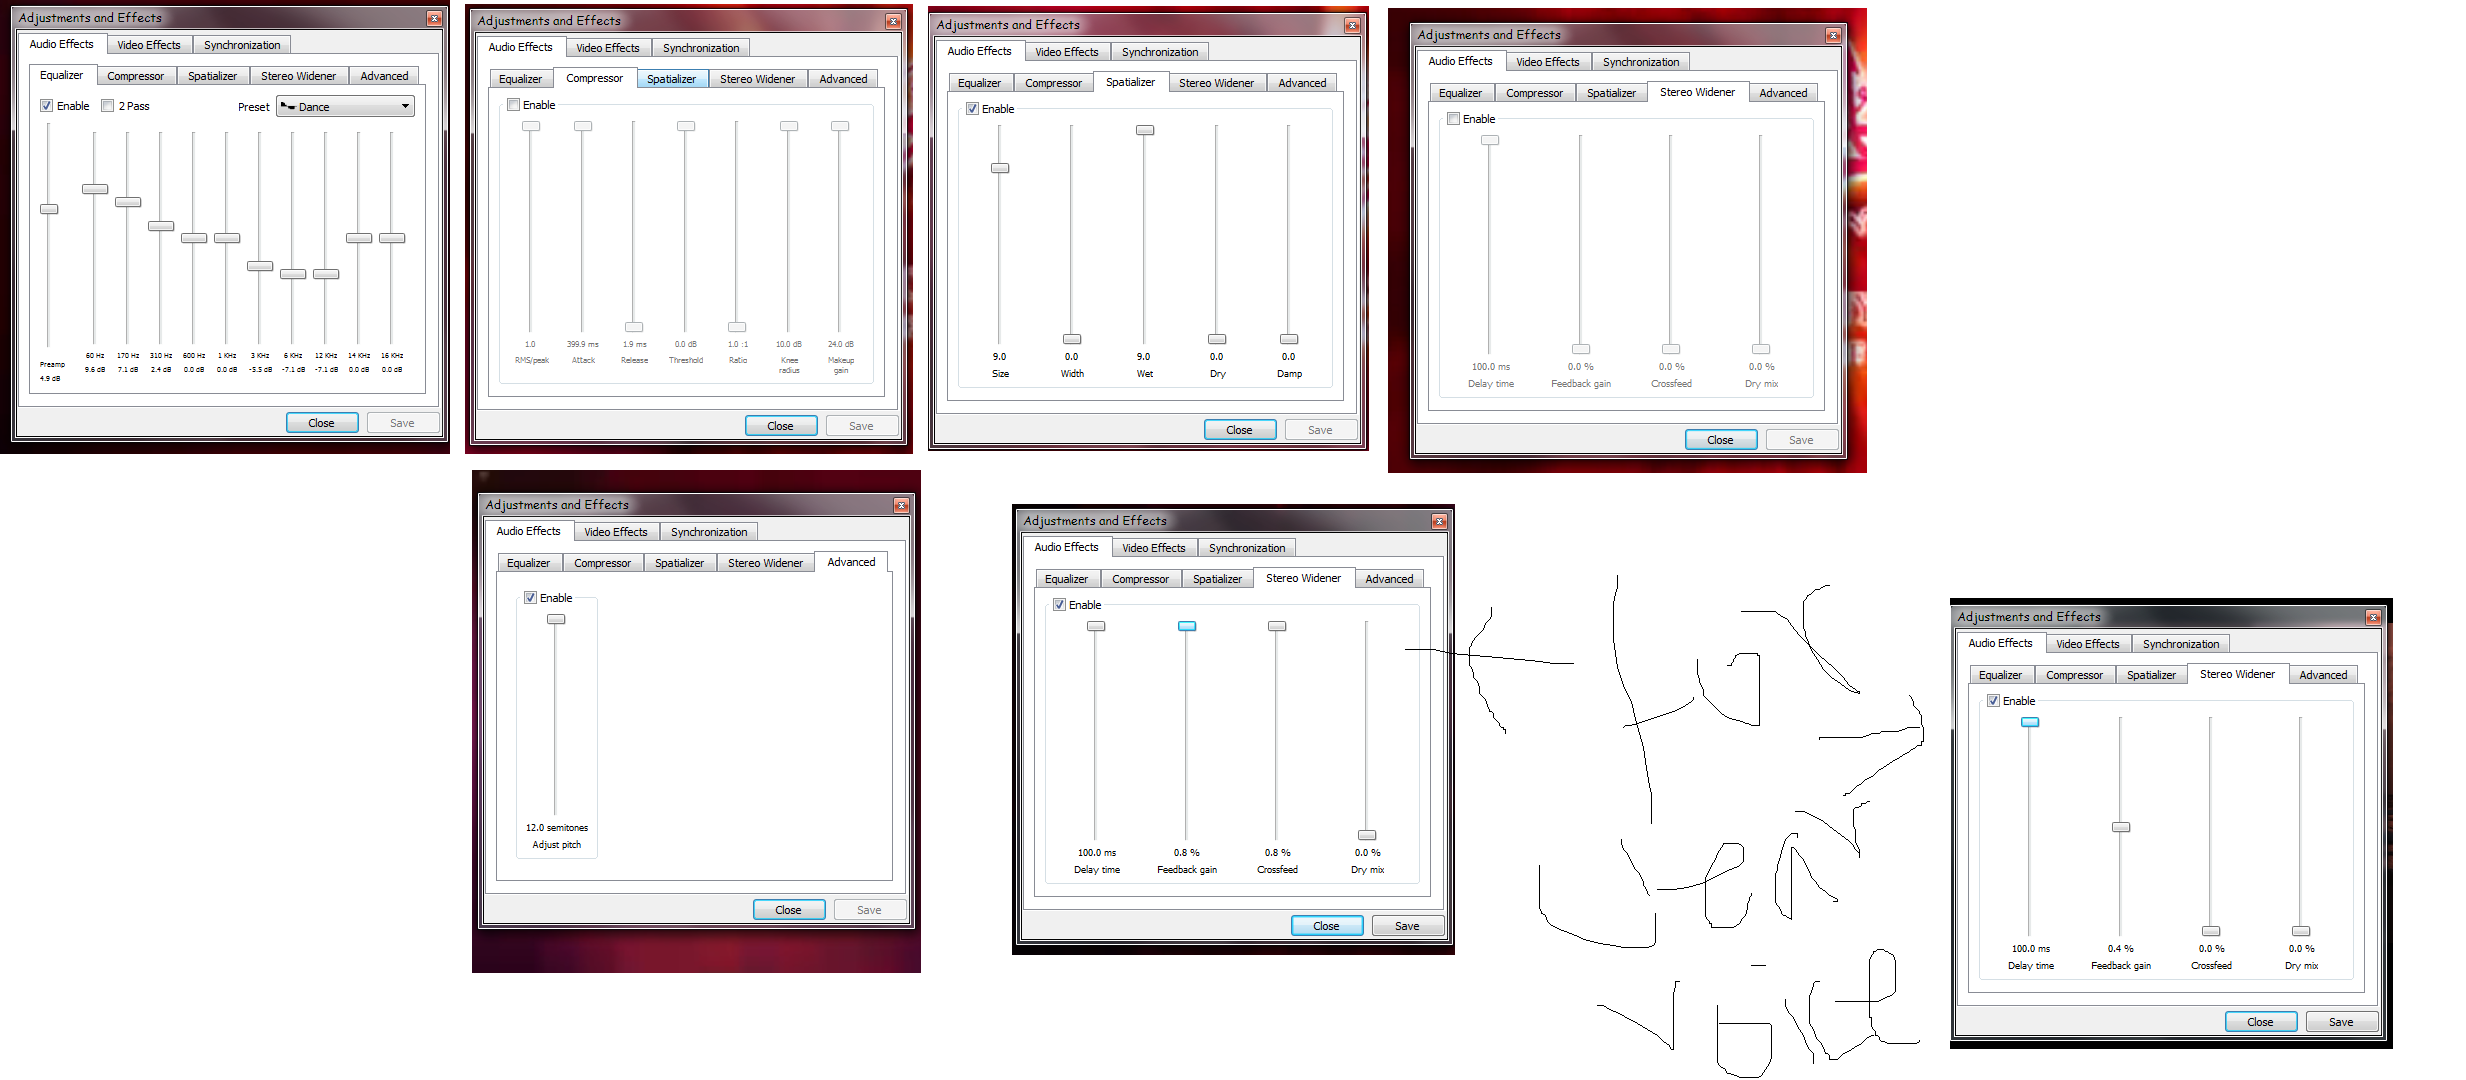 Adjustments and Effects
Audio Effects Video Effects Synchronization
Equalizer Compressor Spatializer Stereo Widener Advanced
Enable 2 Pass Preset Dance
60 Hz 170 Hz 310 Hz 600 Hz 1 KHz 3 KHz 6 KHz 12 KHz 14 KHz 16 KHz
Preamp 9.6 dB 7.1 dB 2.4 dB 0.0 dB 0.0 dB -5.5 dB -7.1 dB -7.1 dB 0.0 dB 0.0 dB
4.9 dB
Close Save
Adjustments and Effects
Audio Effects Video Effects Synchronization
Equalizer Compressor Spatializer Stereo Widener Advanced
Enable
1.0 399.9 ms 1.9 ms 0.0 dB 1.0 :1 10.0 dB 24.0 dB
RMS/peak Attack Release Threshold Ratio Knee radius Makeup gain
Close Save
Adjustments and Effects
Audio Effects Video Effects Synchronization
Equalizer Compressor Spatializer Stereo Widener Advanced
Enable
9.0 0.0 9.0 0.0 0.0
Size Width Wet Dry Damp
Close Save
Adjustments and Effects
Audio Effects Video Effects Synchronization
Equalizer Compressor Spatializer Stereo Widener Advanced
Enable
100.0 ms 0.0 % 0.0 % 0.0 %
Delay time Feedback gain Crossfeed Dry mix
Close Save
Adjustments and Effects
Audio Effects Video Effects Synchronization
Equalizer Compressor Spatializer Stereo Widener Advanced
Enable
12.0 semitones
Adjust pitch
Close Save
Adjustments and Effects
Audio Effects Video Effects Synchronization
Equalizer Compressor Spatializer Stereo Widener Advanced
Enable
100.0 ms 0.8 % 0.8 % 0.0 %
Delay time Feedback gain Crossfeed Dry mix
Close Save
Adjustments and Effects
Audio Effects Video Effects Synchronization
Equalizer Compressor Spatializer Stereo Widener Advanced
Enable
100.0 ms 0.4 % 0.0 % 0.0 %
Delay time Feedback gain Crossfeed Dry mix
Close Save